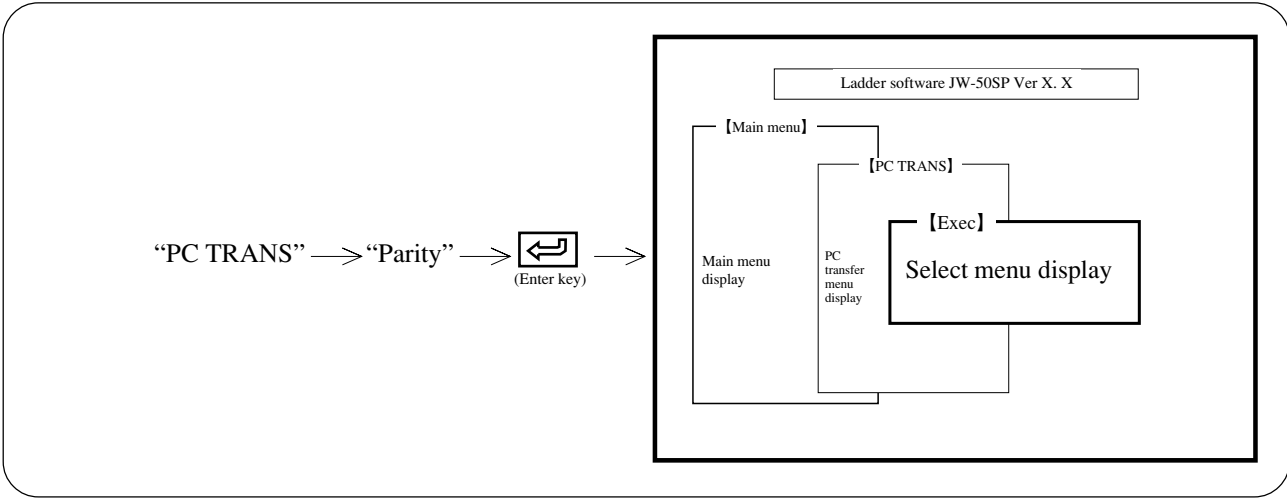 Ladder software JW-50SP Ver X. X
【Main menu】
【PC TRANS】
【Exec】
“PC TRANS”
“Parity”
(Enter key)
Main menu
display
PC
transfer
menu
display
Select menu display